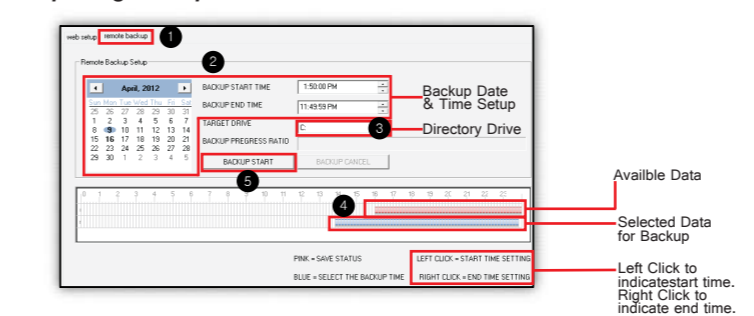 web setup remote backup 1
Remote Backup Setup 2
April, 2012 BACKUP START TIME 1:50:00 PM
Sun Mon Tue Wed Thu Fri Sat
25 26 27 28 29 30 31 BACKUP END TIME 11:49:59 PM
1 2 3 4 5 6 7 TARGET DRIVE C: 3
8 9 10 11 12 13 14
15 16 17 18 19 20 21 BACKUP PREGRESS RATIO
22 23 24 25 26 27 28
29 30 1 2 3 4 5 BACKUP START BACKUP CANCEL
5
Backup Date
& Time Setup
Directory Drive
0 1 2 3 4 5 6 7 8 9 10 11 12 13 14 15 16 17 18 19 20 21 22 23
4
Availble Data
Selected Data
for Backup
PINK = SAVE STATUS LEFT CLICK = START TIME SETTING
BLUE = SELECT THE BACKUP TIME RIGHT CLICK = END TIME SETTING
Left Click to
indicatestart time.
Right Click to
indicate end time.